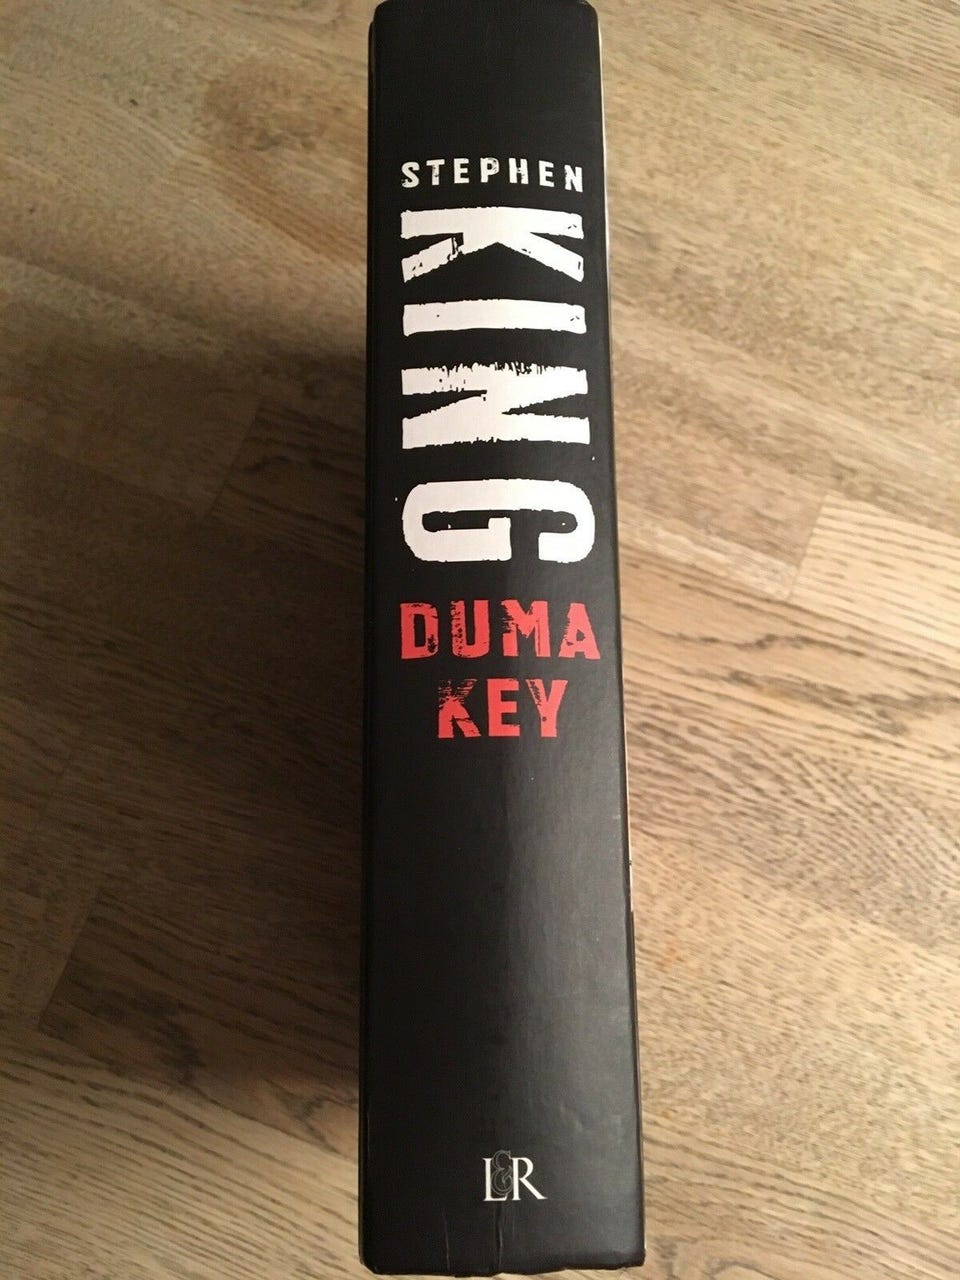 STEPHEN
KING
DUMA
KEY
L&R